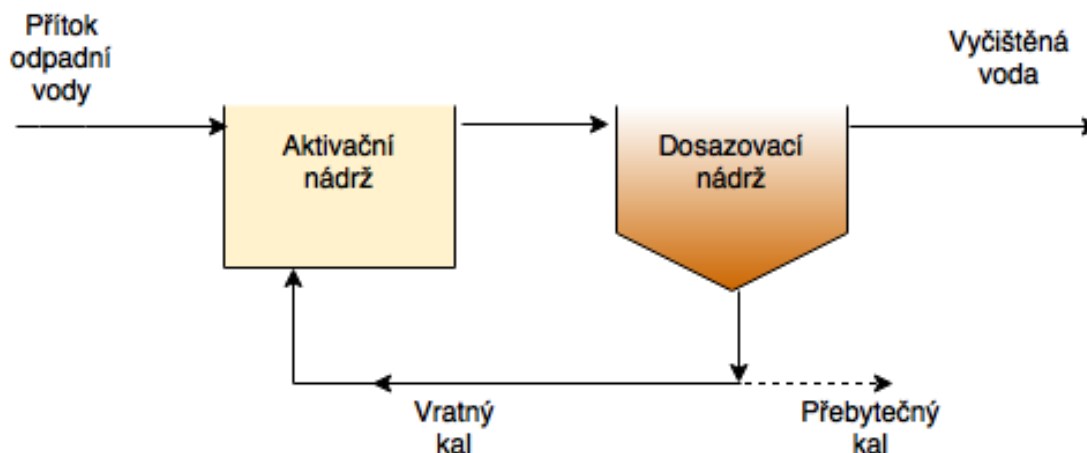 Přítok
odpadní
vody
Aktivační
nádrž
Dosazovací
nádrž
Vyčištěná
voda
Vratný
kal
Přebytečný
kal